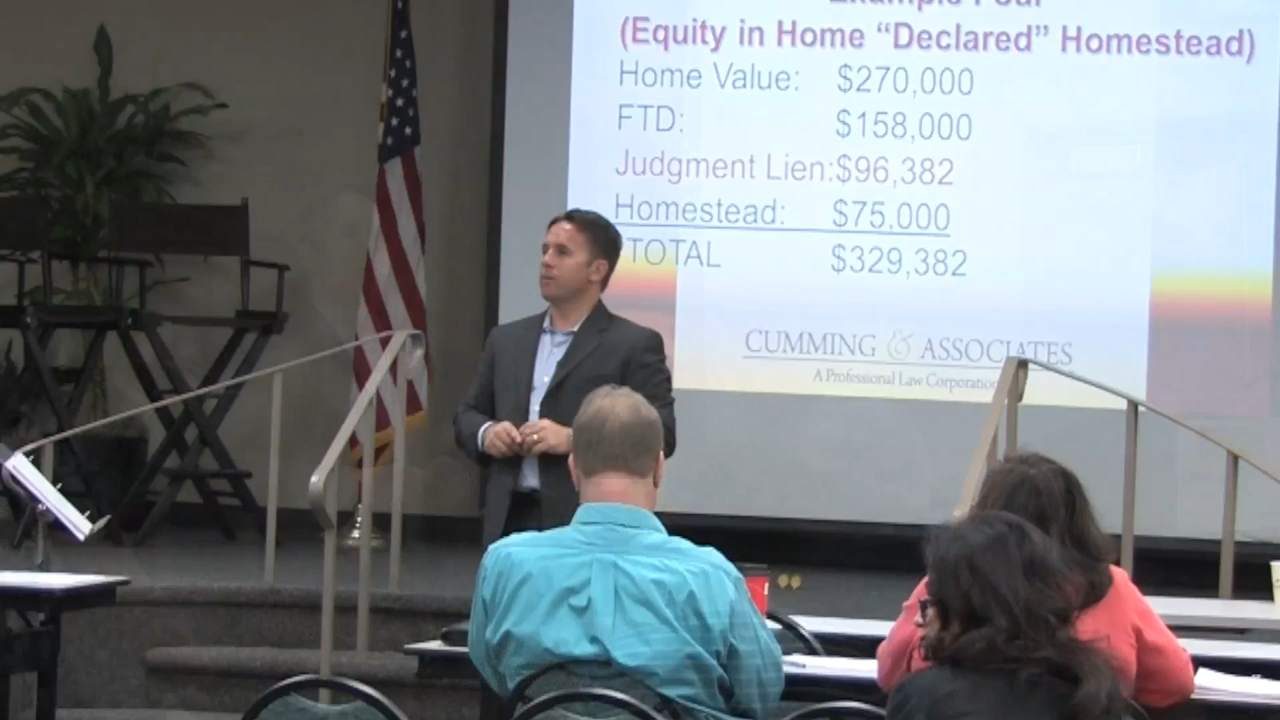 (Equity in Home “Declared” Homestead)
Home Value: $270,000
FTD: $158,000
Judgment Lien:$96,382
Homestead: $75,000
TOTAL $329,382
CUMMING & ASSOCIATES
A Professional Law Corporation